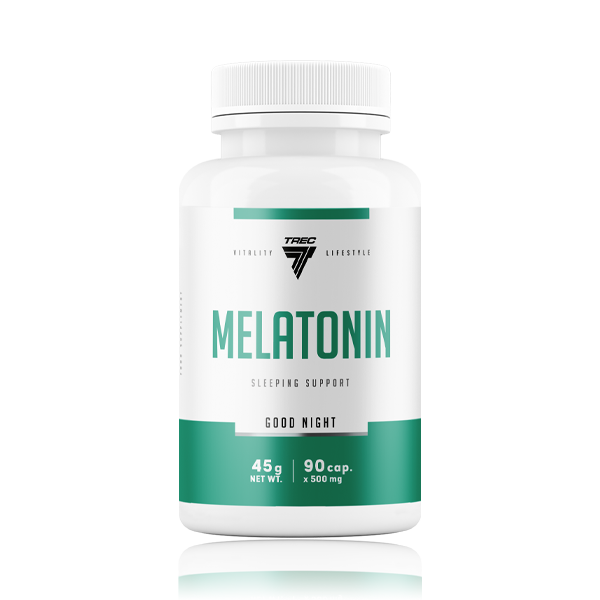 TREC
VITALITY LIFESTYLE
MELATONIN
SLEEPING SUPPORT
GOOD NIGHT
45g NET WT.
90 cap. x 500 mg